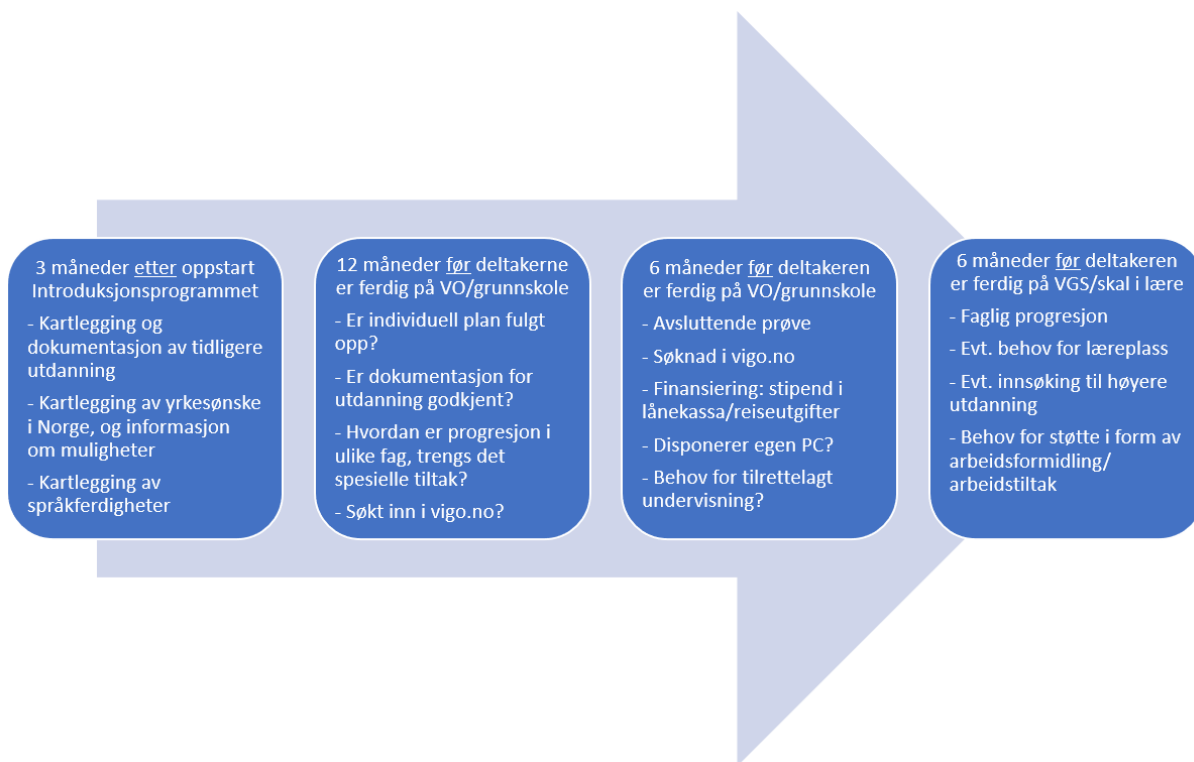 3 måneder etter oppstart
Introduksjonsprogrammet
- Kartlegging og
dokumentasjon av tidligere
utdanning
- Kartlegging av yrkesønske
i Norge, og informasjon
om muligheter
- Kartlegging av
språkferdigheter
12 måneder før deltakerne
er ferdig på VO/grunnskole
- Er individuell plan fulgt
opp?
- Er dokumentasjon for
utdanning godkjent?
- Hvordan er progresjon i
ulike fag, trengs det
spesielle tiltak?
- Søkt inn i vigo.no?
6 måneder før deltakeren
er ferdig på VO/grunnskole
- Avsluttende prøve
- Søknad i vigo.no
- Finansiering: stipend i
lånekassa/reiseutgifter
- Disponerer egen PC?
- Behov for tilrettelagt
undervisning?
6 måneder før deltakeren
er ferdig på VGS/skal i lære
- Faglig progresjon
- Evt. behov for læreplass
- Evt. innsøking til høyere
utdanning
- Behov for støtte i form av
arbeidsformidling/
arbeidstiltak